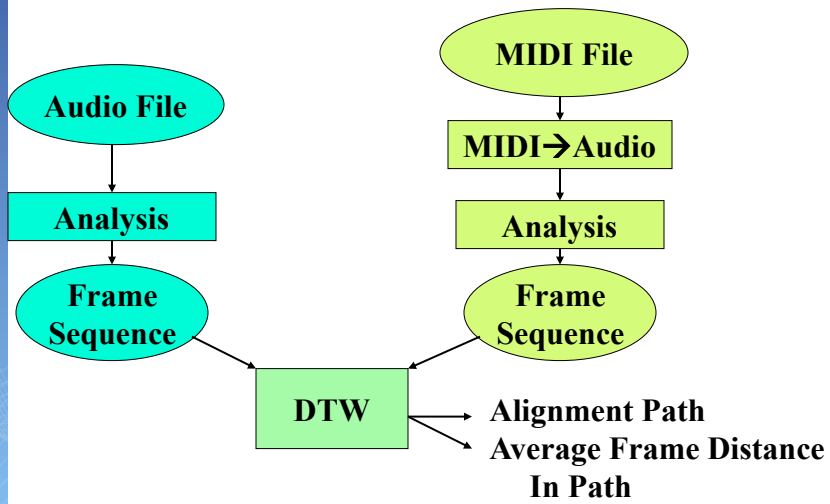 MIDI File
Audio File
MIDI→Audio
Analysis
Analysis
Frame
Sequence
Frame
Sequence
DTW
Alignment Path
Average Frame Distance
In Path